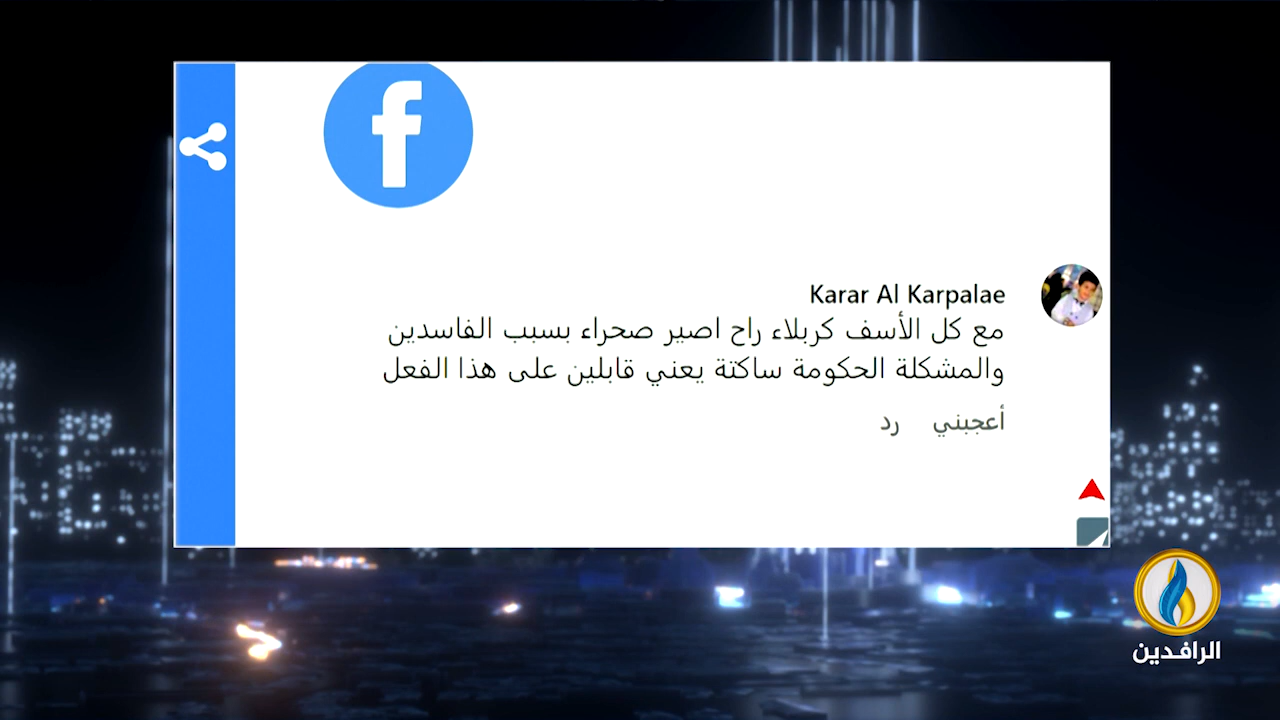 Karar Al Karpalae
مع كل الأسف كربلاء راح اصير صحراء بسبب الفاسدين
والمشكلة الحكومة ساكتة يعني قابلين على هذا الفعل
أعجبني رد
الرافدين